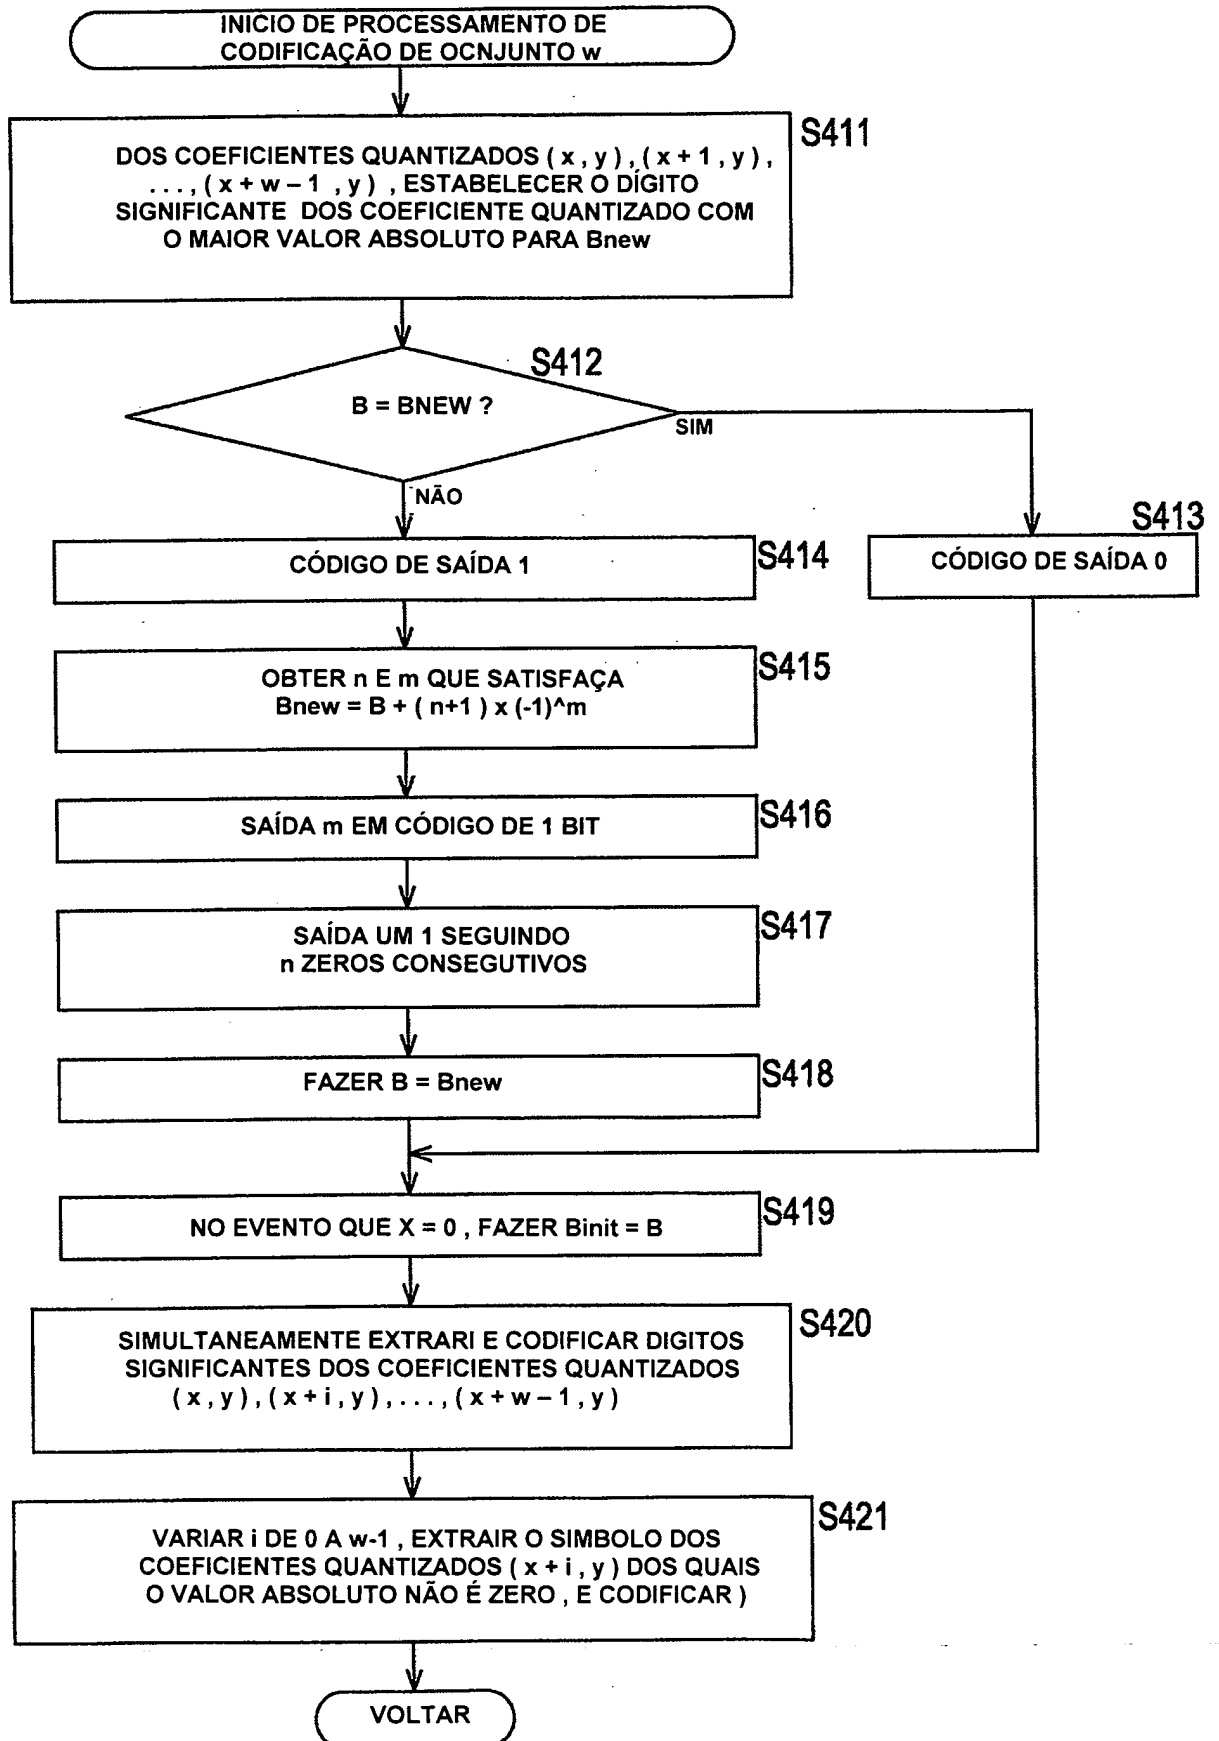 INICIO DE PROCESSAMENTO DE
CODIFICAÇÃO DE OCNJUNTO w
S411
DOS COEFICIENTES QUANTIZADOS ( x , y ) , ( x + 1 , y ) ,
. . . , ( x + w – 1 , y ) , ESTABELECER O DÍGITO
SIGNIFICANTE DOS COEFICIENTE QUANTIZADO COM
O MAIOR VALOR ABSOLUTO PARA Bnew
S412
B = BNEW ?
SIM
NÃO
S413
CÓDIGO DE SAÍDA 0
S414
CÓDIGO DE SAÍDA 1
S415
OBTER n E m QUE SATISFAÇA
Bnew = B + ( n+1 ) x (-1)^m
S416
SAÍDA m EM CÓDIGO DE 1 BIT
S417
SAÍDA UM 1 SEGUINDO
n ZEROS CONSEGUTIVOS
S418
FAZER B = Bnew
S419
NO EVENTO QUE X = 0 , FAZER Binit = B
S420
SIMULTANEAMENTE EXTRARI E CODIFICAR DIGITOS
SIGNIFICANTES DOS COEFICIENTES QUANTIZADOS
( x , y ) , ( x + i , y ) , . . . , ( x + w – 1 , y )
S421
VARIAR i DE 0 A w-1 , EXTRAIR O SIMBOLO DOS
COEFICIENTES QUANTIZADOS ( x + i , y ) DOS QUAIS
O VALOR ABSOLUTO NÃO É ZERO , E CODIFICAR )
VOLTAR